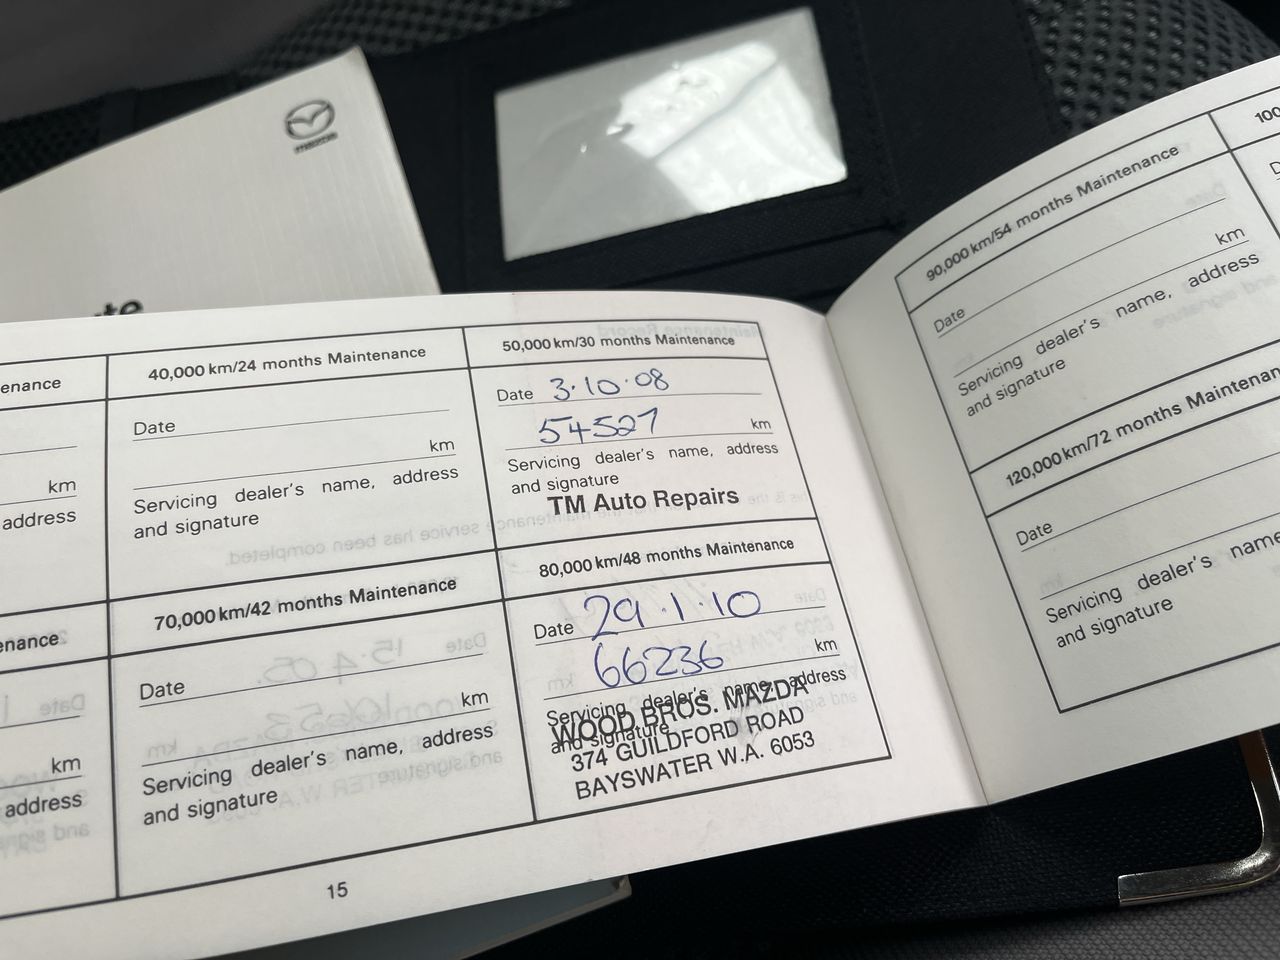 mazda
enance
km
address
40,000 km/24 months Maintenance
Date
km
Servicing dealer's name, address
and signature
50,000 km/30 months Maintenance
Date 3·10·08
54527 km
Servicing dealer's name, address
and signature
TM Auto Repairs
enance
km
address
70,000 km/42 months Maintenance
Date
km
Servicing dealer's name, address
and signature
80,000 km/48 months Maintenance
Date 29·1·10
66236 km
Servicing dealer's name, address
and signature
WOOD BROS. MAZDA
374 GUILDFORD ROAD
BAYSWATER W.A. 6053
15
90,000 km/54 months Maintenance
Date
km
Servicing dealer's name, address
and signature
120,000 km/72 months Maintenan
Date
Servicing dealer's name
and signature
100
D